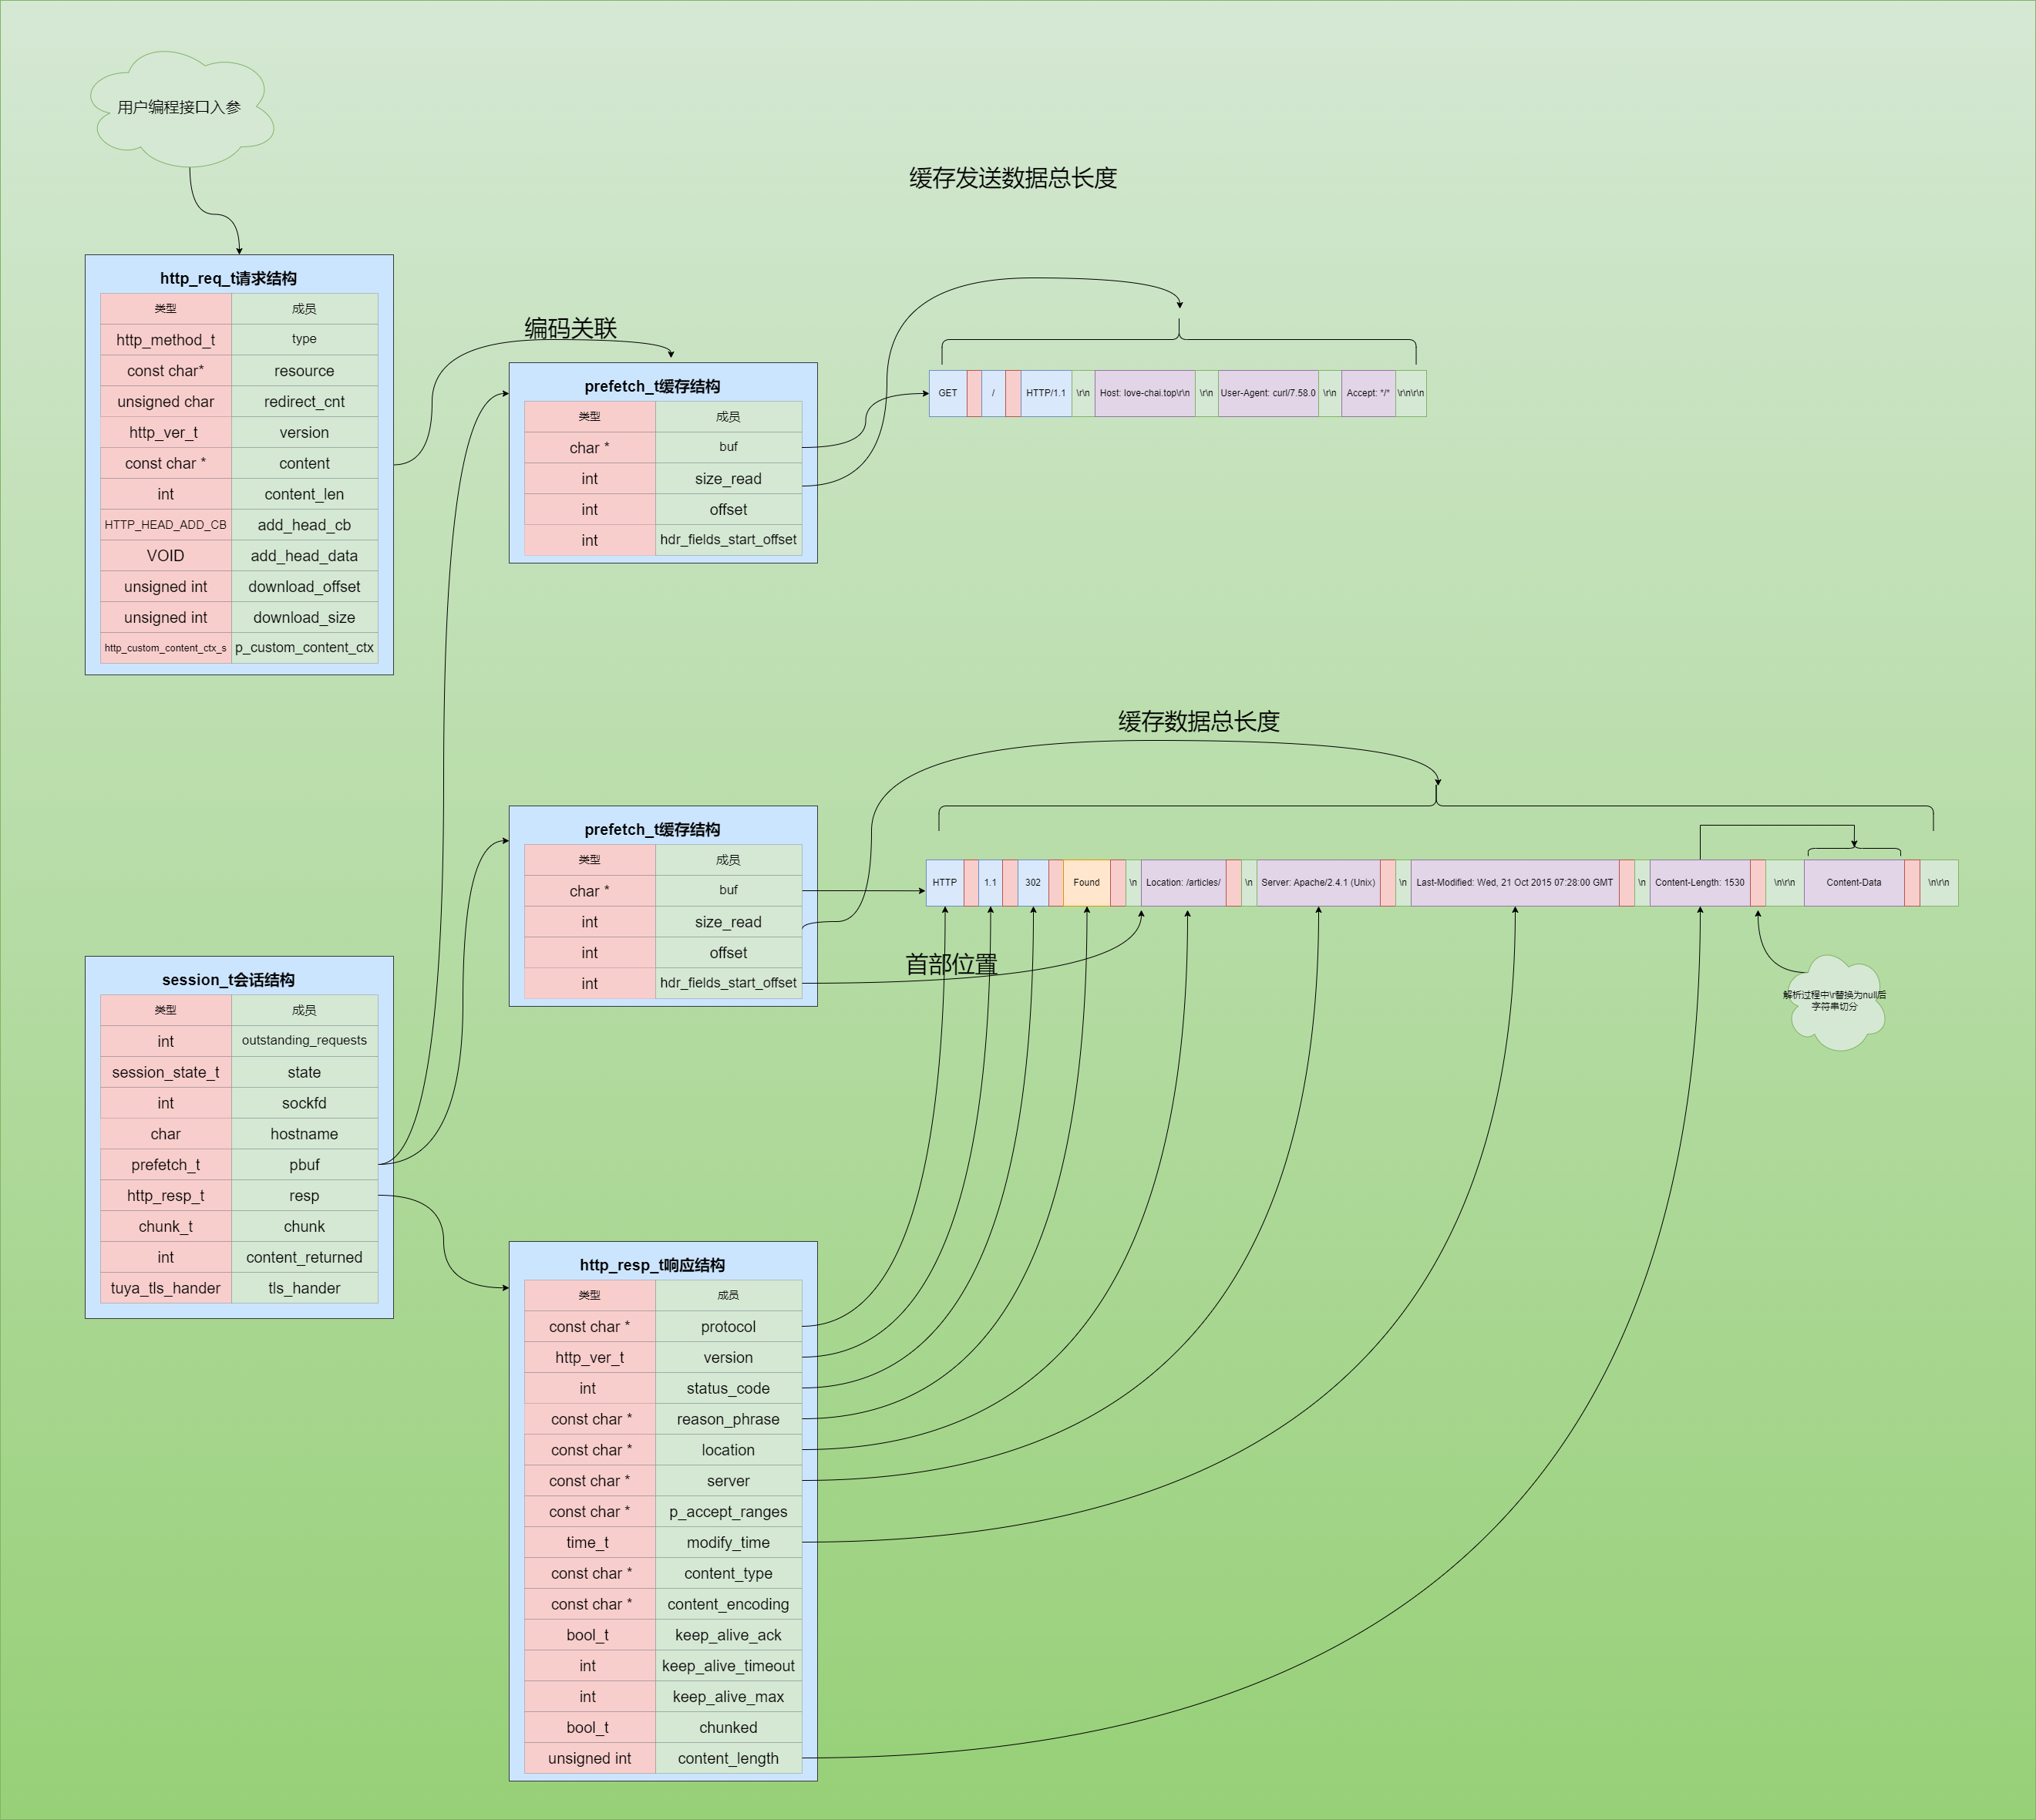 用户编程接口入参
缓存发送数据总长度
http_req_t请求结构
类型 成员
http_method_t type
const char* resource
unsigned char redirect_cnt
http_ver_t version
const char * content
int content_len
HTTP_HEAD_ADD_CB add_head_cb
VOID add_head_data
unsigned int download_offset
unsigned int download_size
http_custom_content_ctx_s p_custom_content_ctx
编码关联
prefetch_t缓存结构
类型 成员
char * buf
int size_read
int offset
int hdr_fields_start_offset
GET / HTTP/1.1 \r\n Host: love-chai.top\r\n \r\n User-Agent: curl/7.58.0 \r\n Accept: */* \r\n\r\n
缓存数据总长度
prefetch_t缓存结构
类型 成员
char * buf
int size_read
int offset
int hdr_fields_start_offset
HTTP 1.1 302 Found \n Location: /articles/ \n Server: Apache/2.4.1 (Unix) \n Last-Modified: Wed, 21 Oct 2015 07:28:00 GMT \n Content-Length: 1530 \n\r\n Content-Data \n\r\n
首部位置
解析过程中\r替换为null后
字符串切分
session_t会话结构
类型 成员
int outstanding_requests
session_state_t state
int sockfd
char hostname
prefetch_t pbuf
http_resp_t resp
chunk_t chunk
int content_returned
tuya_tls_hander tls_hander
http_resp_t响应结构
类型 成员
const char * protocol
http_ver_t version
int status_code
const char * reason_phrase
const char * location
const char * server
const char * p_accept_ranges
time_t modify_time
const char * content_type
const char * content_encoding
bool_t keep_alive_ack
int keep_alive_timeout
int keep_alive_max
bool_t chunked
unsigned int content_length